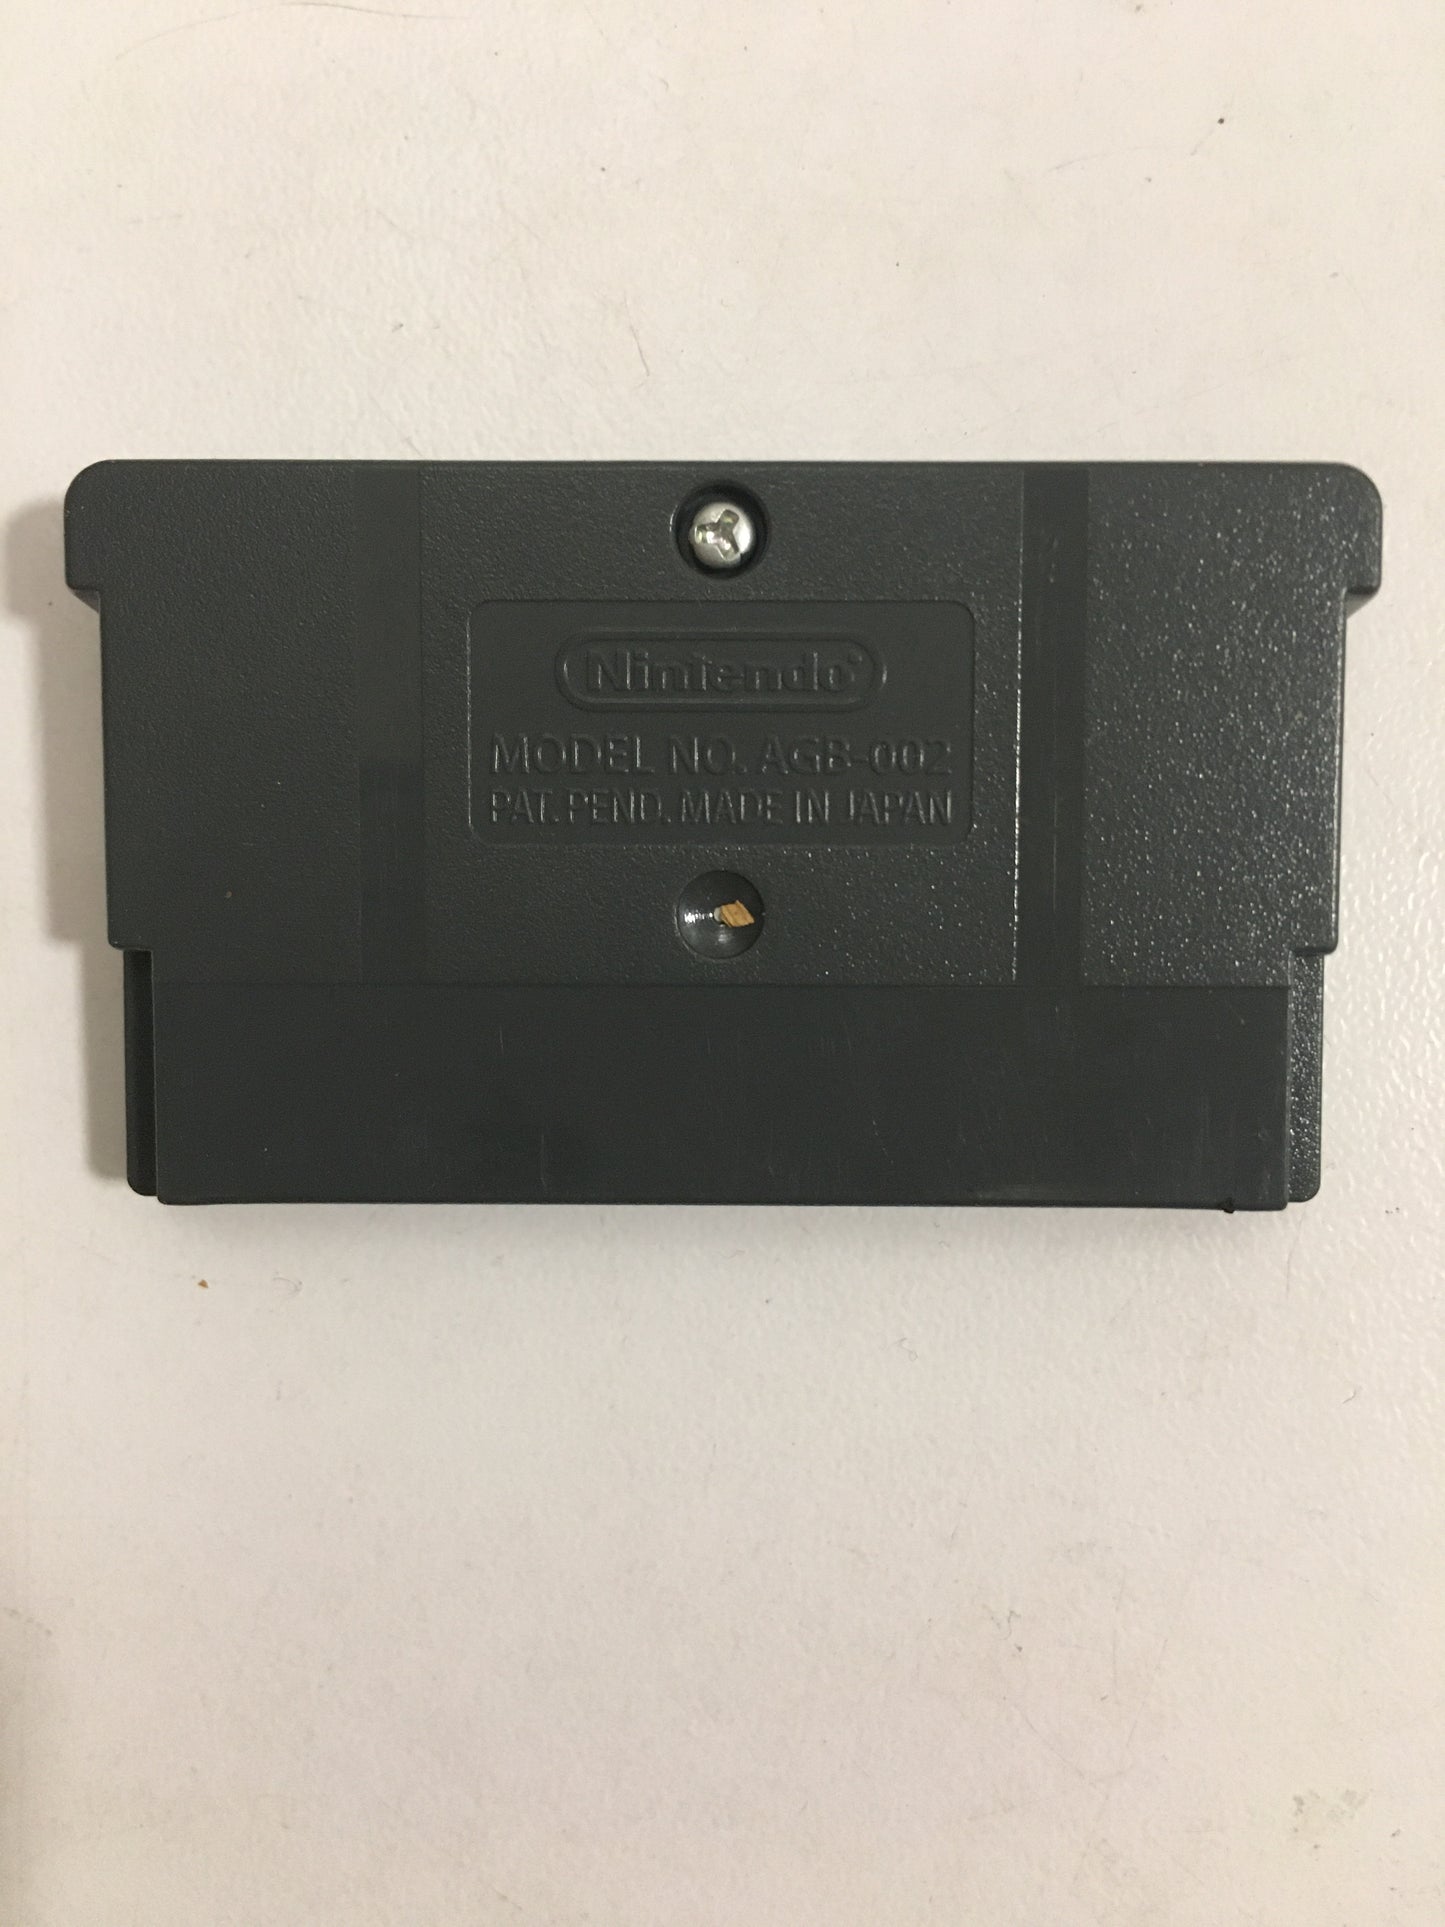 Nintendo®
MODEL NO. AGB-002
PAT. PEND. MADE IN JAPAN